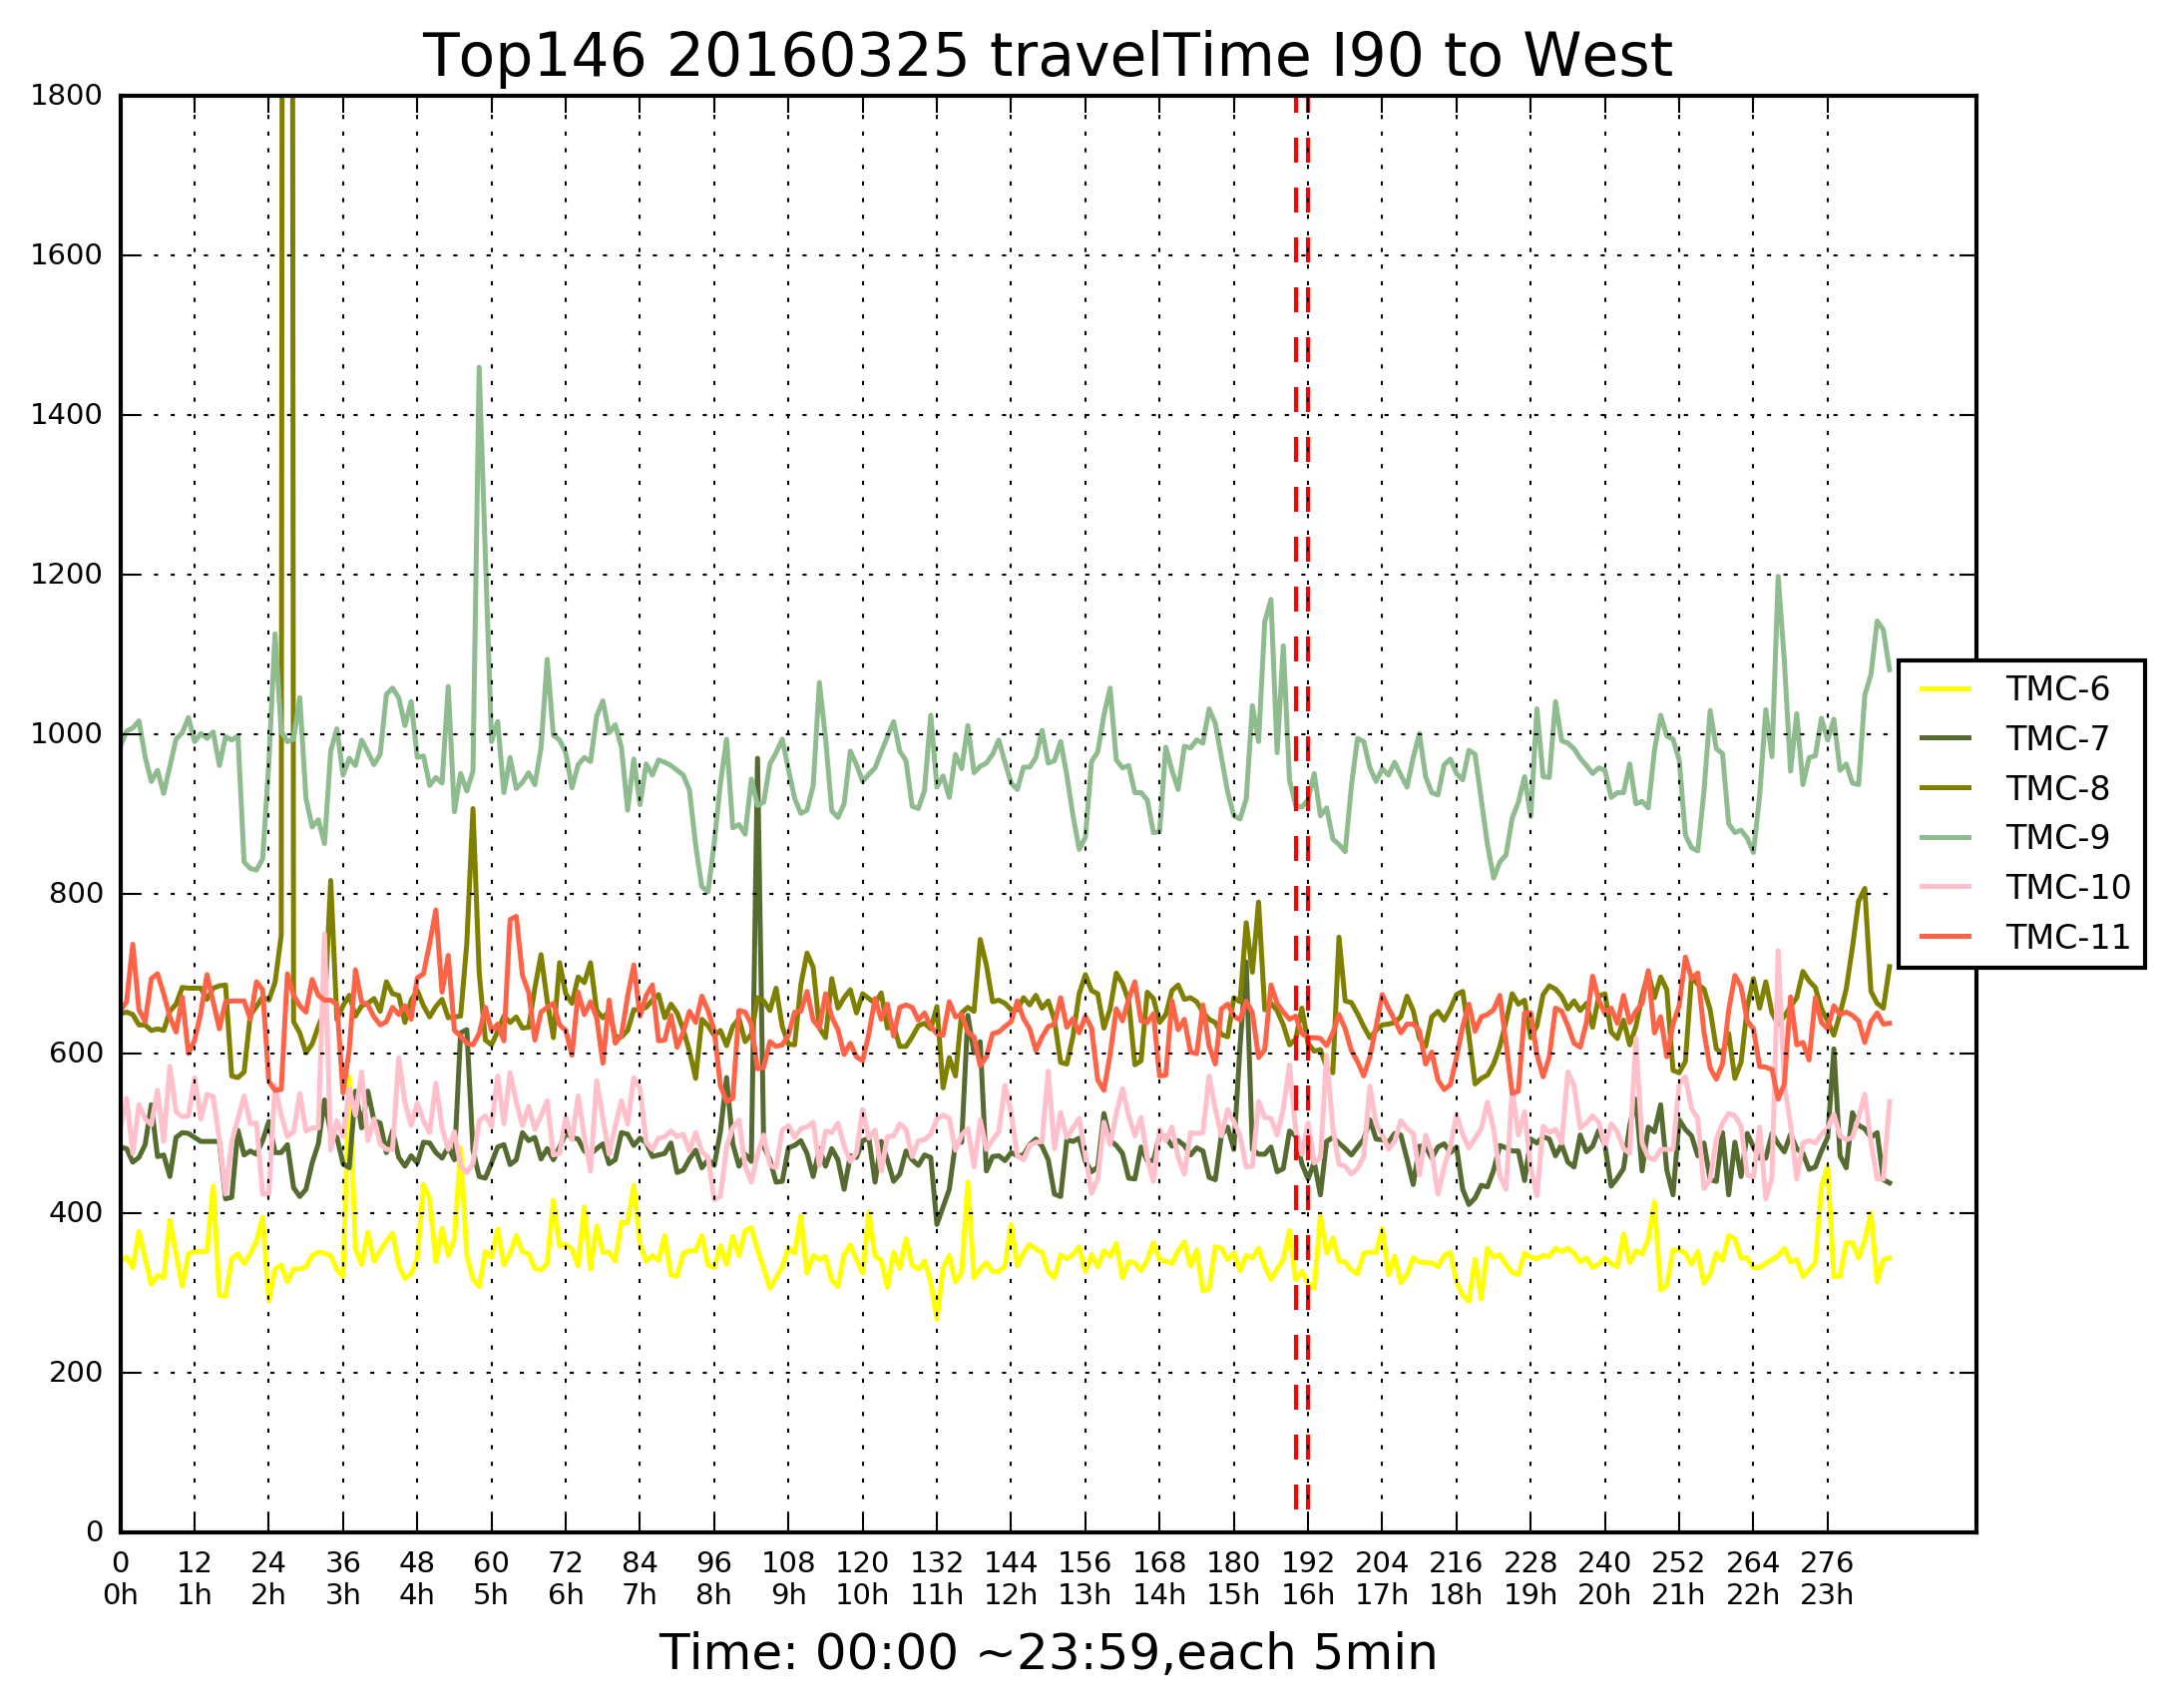 Top146 20160325 travelTime I90 to West
1800
1600
1400
1200
1000
800
600
400
200
0
TMC-6
TMC-7
TMC-8
TMC-9
TMC-10
TMC-11
0 12 24 36 48 60 72 84 96 108 120 132 144 156 168 180 192 204 216 228 240 252 264 276
0h 1h 2h 3h 4h 5h 6h 7h 8h 9h 10h 11h 12h 13h 14h 15h 16h 17h 18h 19h 20h 21h 22h 23h
Time: 00:00 ~23:59,each 5min